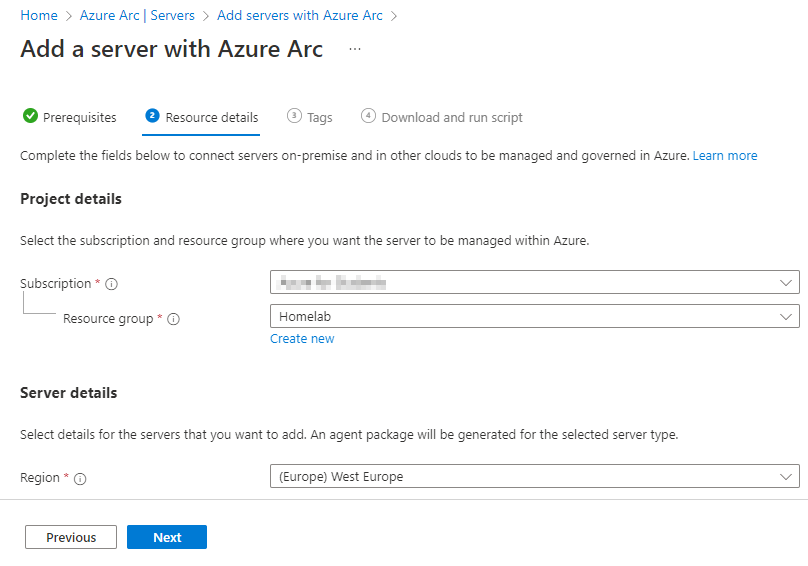 Home > Azure Arc | Servers > Add servers with Azure Arc >
Add a server with Azure Arc ...
Prerequisites 2 Resource details 3 Tags 4 Download and run script
Complete the fields below to connect servers on-premise and in other clouds to be managed and governed in Azure. Learn more
Project details
Select the subscription and resource group where you want the server to be managed within Azure.
Subscription *
Resource group * Homelab
Create new
Server details
Select details for the servers that you want to add. An agent package will be generated for the selected server type.
Region * (Europe) West Europe
Previous Next